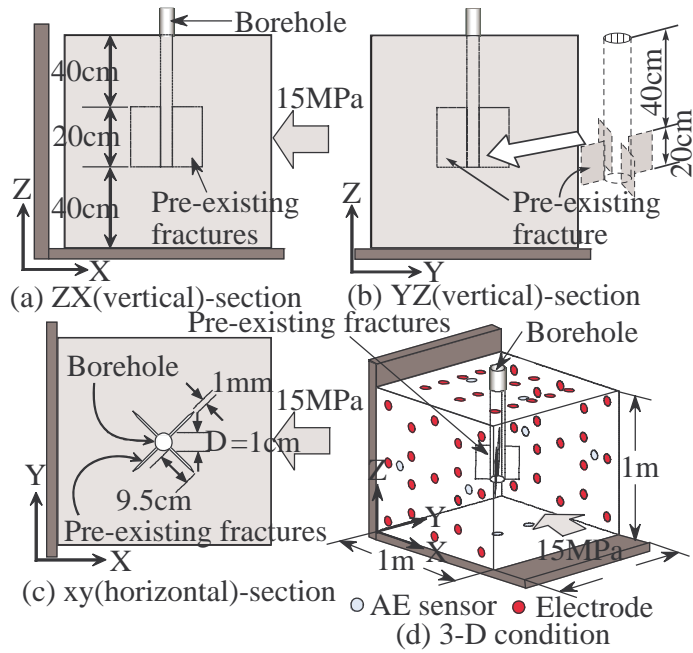 Borehole
40cm
15MPa
20cm
40cm
Pre-existing
fractures
Z
X
(a) ZX(vertical)-section
40cm
20cm
Pre-existing
fracture
Z
Y
(b) YZ(vertical)-section
Pre-existing fractures
Borehole
Borehole
1mm
15MPa
D=1cm
9.5cm
Pre-existing fractures
Y
X
(c) xy(horizontal)-section
1m
Z
Y
X
15MPa
1m
AE sensor
Electrode
(d) 3-D condition